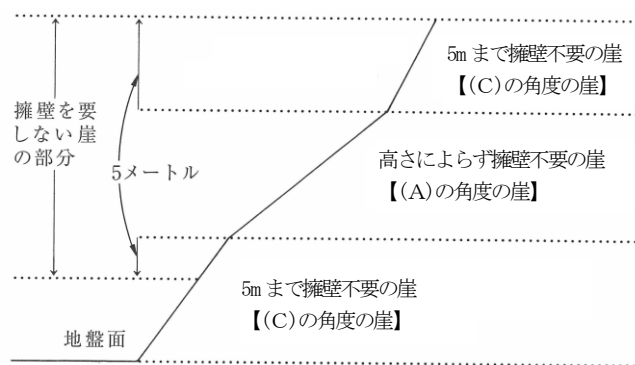 5m まで擁壁不要の崖
【(C)の角度の崖】
擁壁を要
しない崖
の部分
5メートル
高さによらず擁壁不要の崖
【(A)の角度の崖】
5m まで擁壁不要の崖
【(C)の角度の崖】
地盤面